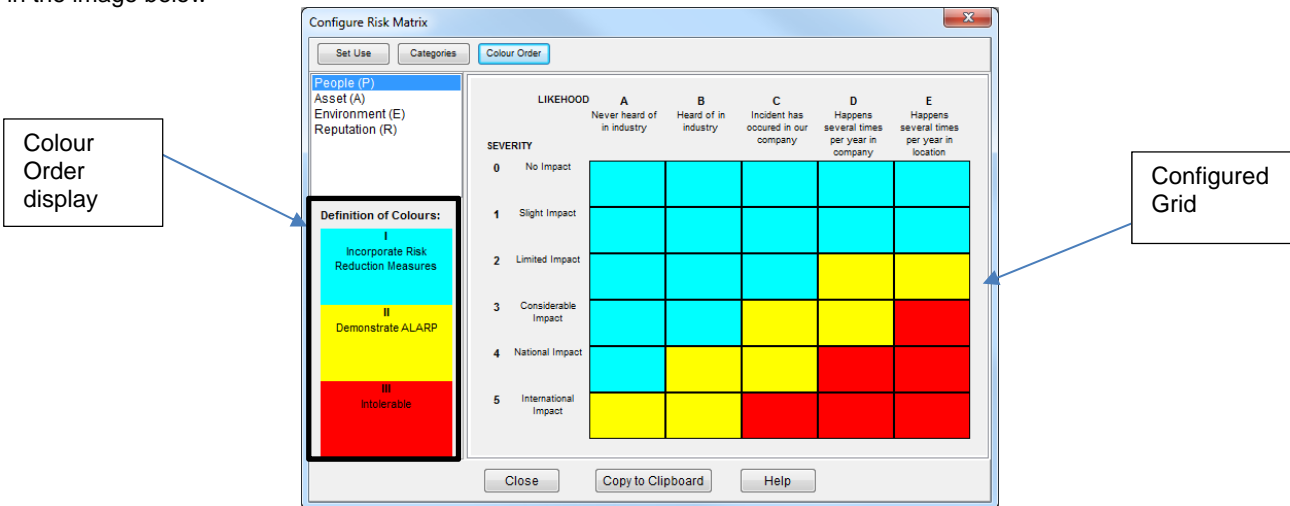 in the image below
Configure Risk Matrix
X
Set Use
Categories
Colour Order
People (P)
Asset (A)
Environment (E)
Reputation (R)
Colour
Order
display
Definition of Colours:
I
Incorporate Risk
Reduction Measures
II
Demonstrate ALARP
III
Intolerable
LIKEHOOD
A
Never heard of
in industry
B
Heard of in
industry
C
Incident has
occured in our
company
D
Happens
several times
per year in
company
E
Happens
several times
per year in
location
SEVERITY
0 No Impact
1 Slight Impact
2 Limited Impact
3 Considerable
Impact
4 National Impact
5 International
Impact
Configured
Grid
Close
Copy to Clipboard
Help